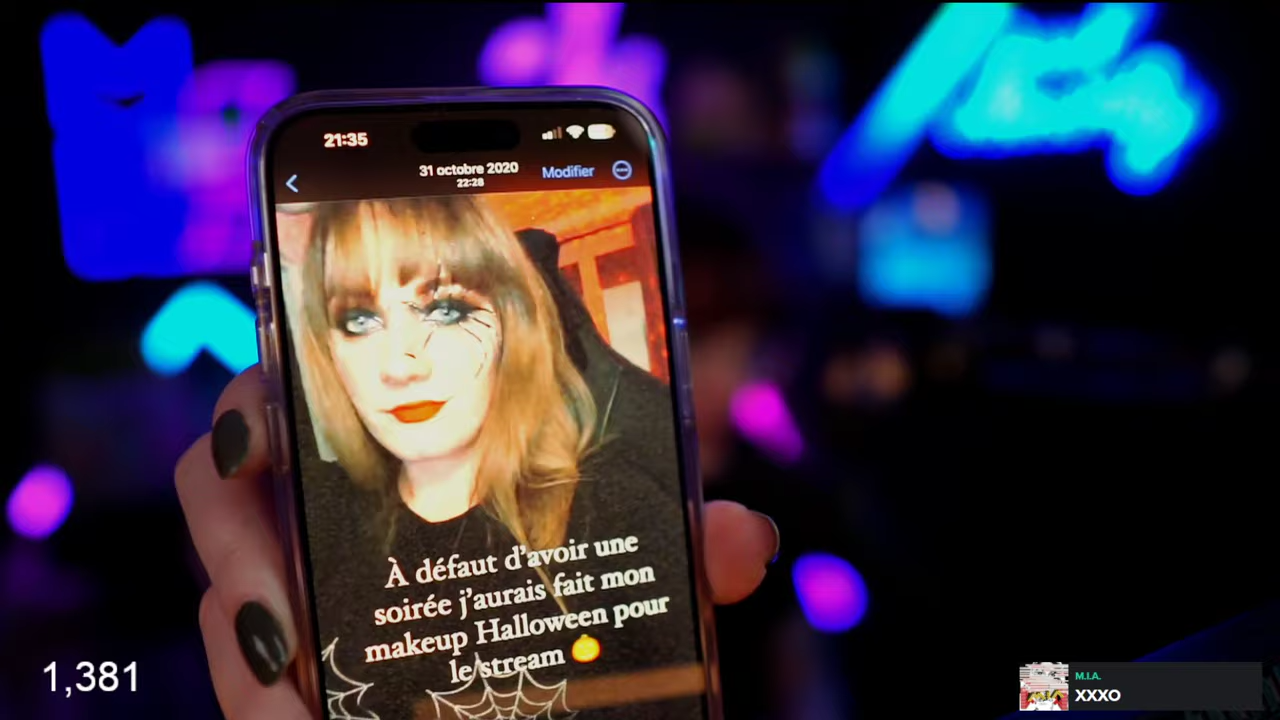 21:35
31 octobre 2020
22:28
Modifier
À défaut d'avoir une
soirée j'aurais fait mon
makeup Halloween pour
le stream
1,381
M.I.A.
XXXO